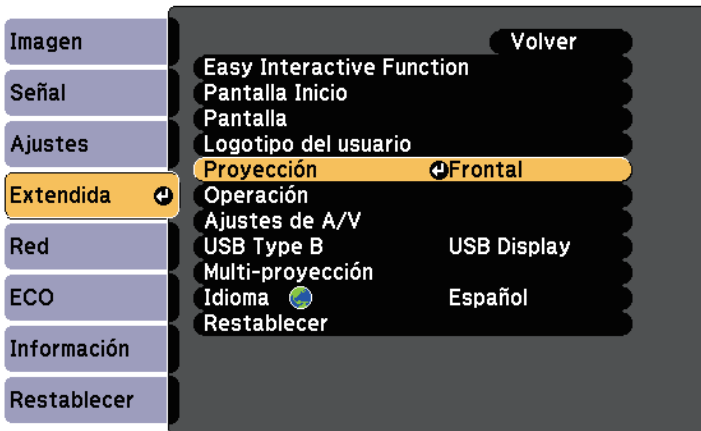 Imagen
Señal
Ajustes
Extendida
Red
ECO
Información
Restablecer
Volver
Easy Interactive Function
Pantalla Inicio
Pantalla
Logotipo del usuario
Proyección Frontal
Operación
Ajustes de A/V
USB Type B USB Display
Multi-proyección
Idioma Español
Restablecer